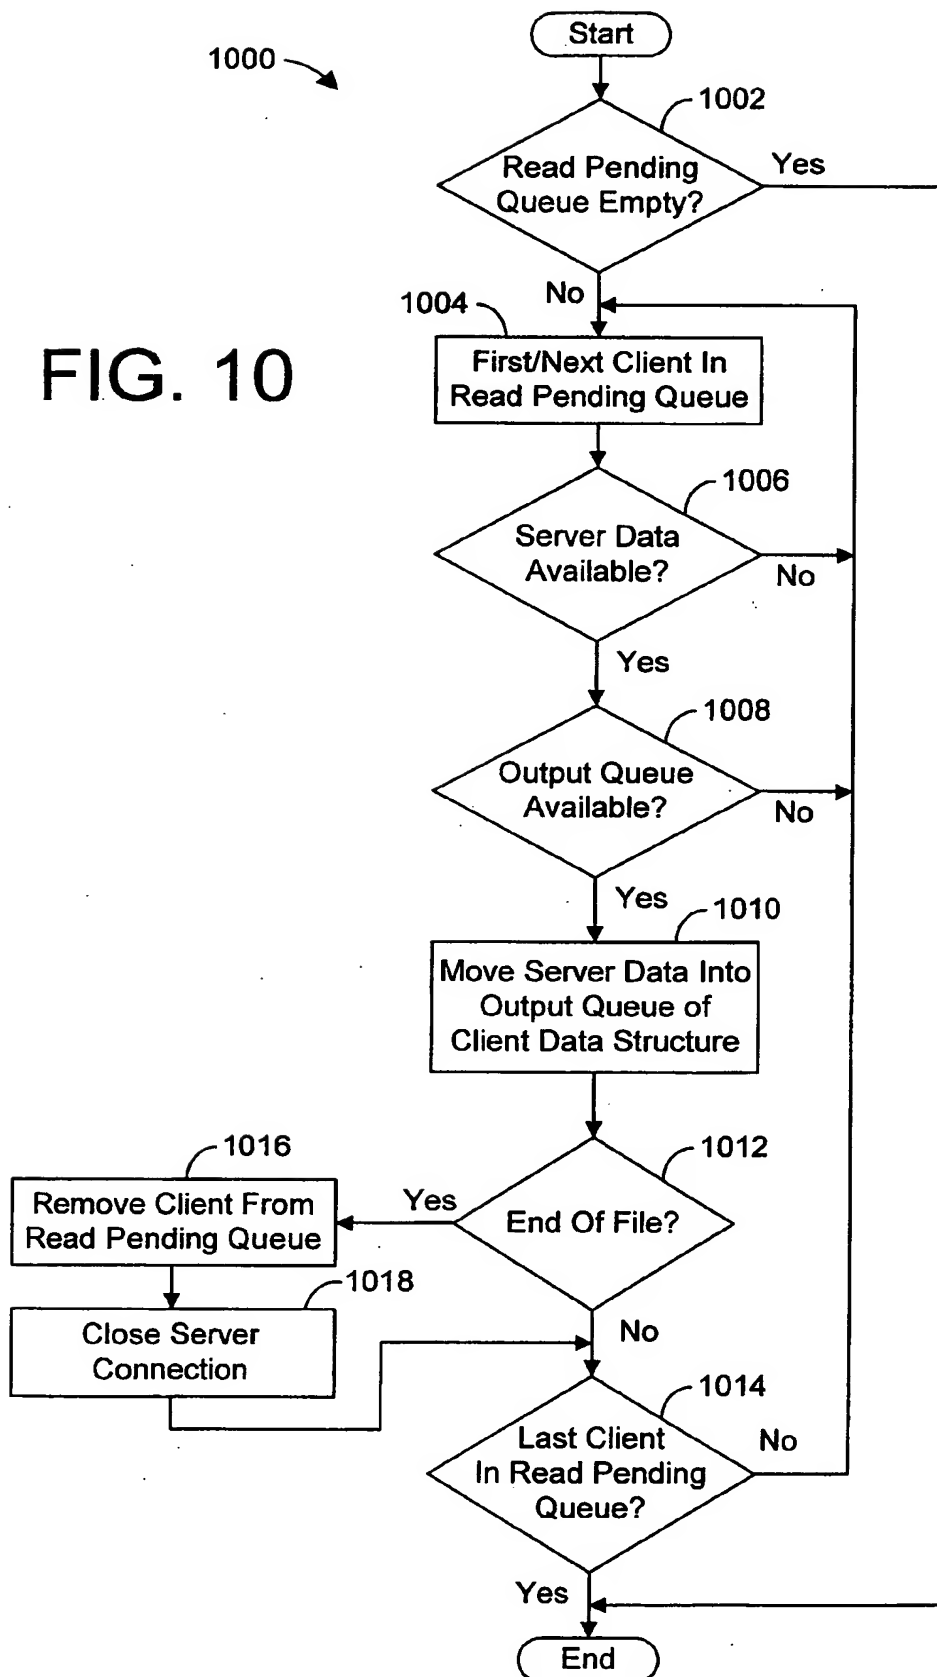 Start
1000
1002
Read Pending
Queue Empty?
Yes
No
1004
FIG. 10
First/Next Client In
Read Pending Queue
1006
Server Data
Available?
No
Yes
1008
Output Queue
Available?
No
Yes
1010
Move Server Data Into
Output Queue of
Client Data Structure
1012
1016
End Of File?
Yes
Remove Client From
Read Pending Queue
1018
Close Server
Connection
No
1014
Last Client
In Read Pending
Queue?
No
Yes
End